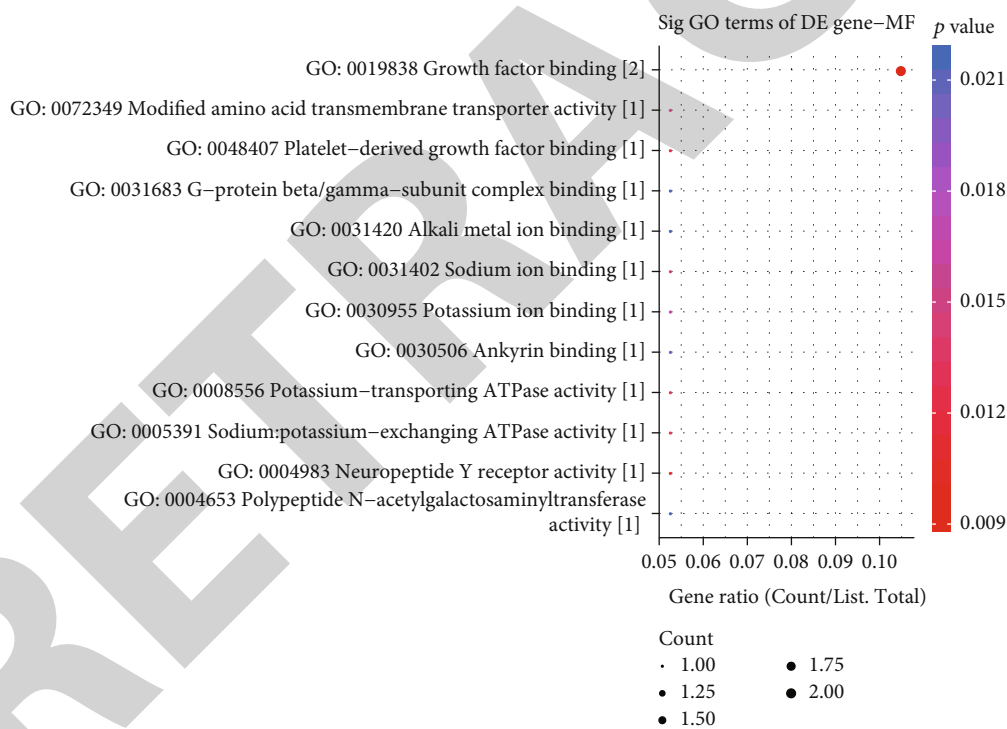 Sig GO terms of DE gene−MF
p value
GO: 0019838 Growth factor binding [2]
GO: 0072349 Modified amino acid transmembrane transporter activity [1]
GO: 0048407 Platelet−derived growth factor binding [1]
GO: 0031683 G−protein beta/gamma−subunit complex binding [1]
GO: 0031420 Alkali metal ion binding [1]
GO: 0031402 Sodium ion binding [1]
GO: 0030955 Potassium ion binding [1]
GO: 0030506 Ankyrin binding [1]
GO: 0008556 Potassium−transporting ATPase activity [1]
GO: 0005391 Sodium:potassium−exchanging ATPase activity [1]
GO: 0004983 Neuropeptide Y receptor activity [1]
GO: 0004653 Polypeptide N−acetylgalactosaminyltransferase
activity [1]
0.021
0.018
0.015
0.012
0.009
0.05 0.06 0.07 0.08 0.09 0.10
Gene ratio (Count/List. Total)
Count
1.00
1.25
1.50
1.75
2.00
RETRAC